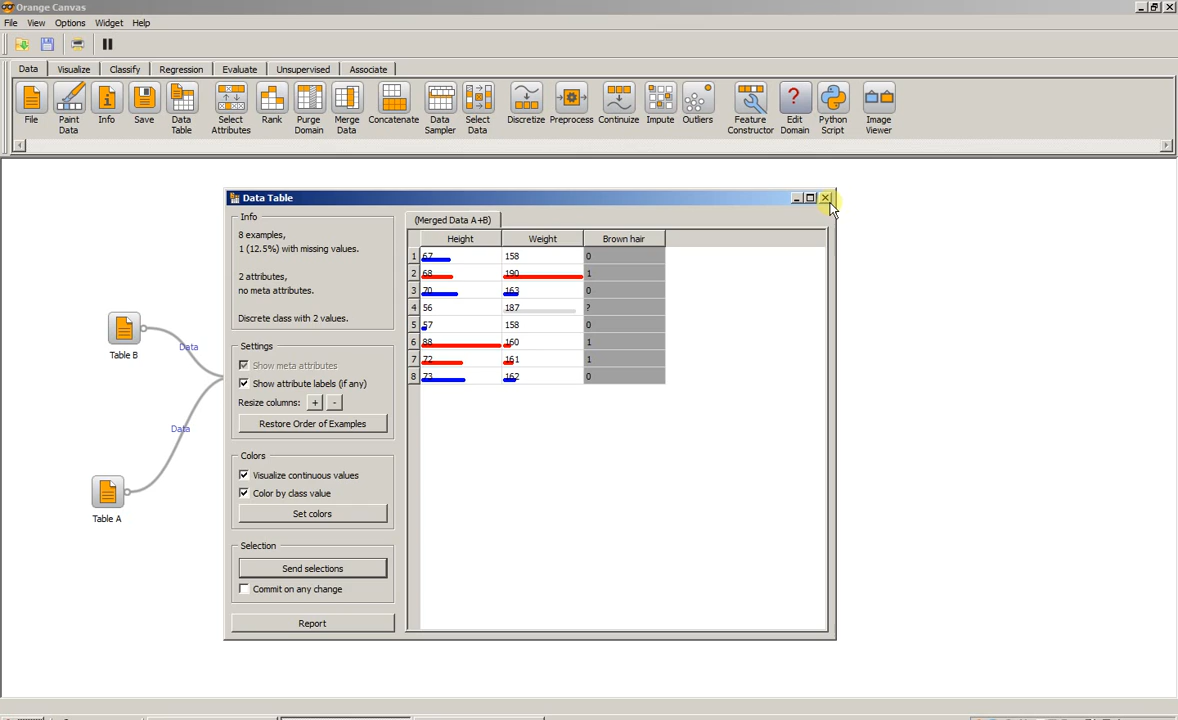 Orange Canvas
File View Options Widget Help
Data Visualize Classify Regression Evaluate Unsupervised Associate
File Paint Data Info Save Data Table Select Attributes Rank Purge Domain Merge Data Concatenate Data Sampler Select Data Discretize Preprocess Continuize Impute Outliers Feature Constructor Edit Domain Python Script Image Viewer
Data Table
Info
8 examples,
1 (12.5%) with missing values.
2 attributes,
no meta attributes.
Discrete class with 2 values.
Settings
Show meta attributes
Show attribute labels (if any)
Resize columns: + -
Restore Order of Examples
Colors
Visualize continuous values
Color by class value
Set colors
Selection
Send selections
Commit on any change
Report
(Merged Data A+B)
Height Weight Brown hair
1 67 158 0
2 68 190 1
3 70 163 0
4 56 187 ?
5 57 158 0
6 88 160 1
7 72 161 1
8 73 162 0
Table B
Data
Data
Table A